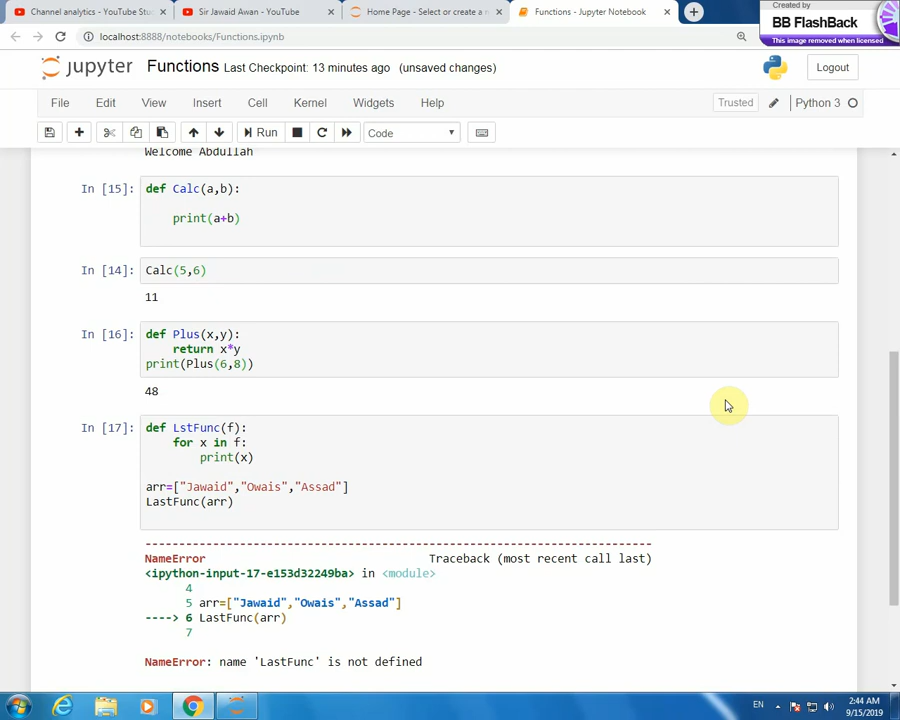 Channel analytics - YouTube Stu
Sir Jawaid Awan - YouTube
Home Page - Select or create a n
Functions - Jupyter Notebook
Created by
BB FlashBack
This image removed when licensed
localhost:8888/notebooks/Functions.ipynb
jupyter Functions Last Checkpoint: 13 minutes ago (unsaved changes)
Logout
File Edit View Insert Cell Kernel Widgets Help
Trusted Python 3
Run Code
Welcome Abdullah
In [15]: def Calc(a,b):
print(a+b)
In [14]: Calc(5,6)
11
In [16]: def Plus(x,y):
return x*y
print(Plus(6,8))
48
In [17]: def LstFunc(f):
for x in f:
print(x)
arr=["Jawaid","Owais","Assad"]
LastFunc(arr)
---------------------------------------------------------------------------
NameError Traceback (most recent call last)
<ipython-input-17-e153d32249ba> in <module>
4
5 arr=["Jawaid","Owais","Assad"]
----> 6 LastFunc(arr)
7
NameError: name 'LastFunc' is not defined
EN
2:44 AM
9/15/2019